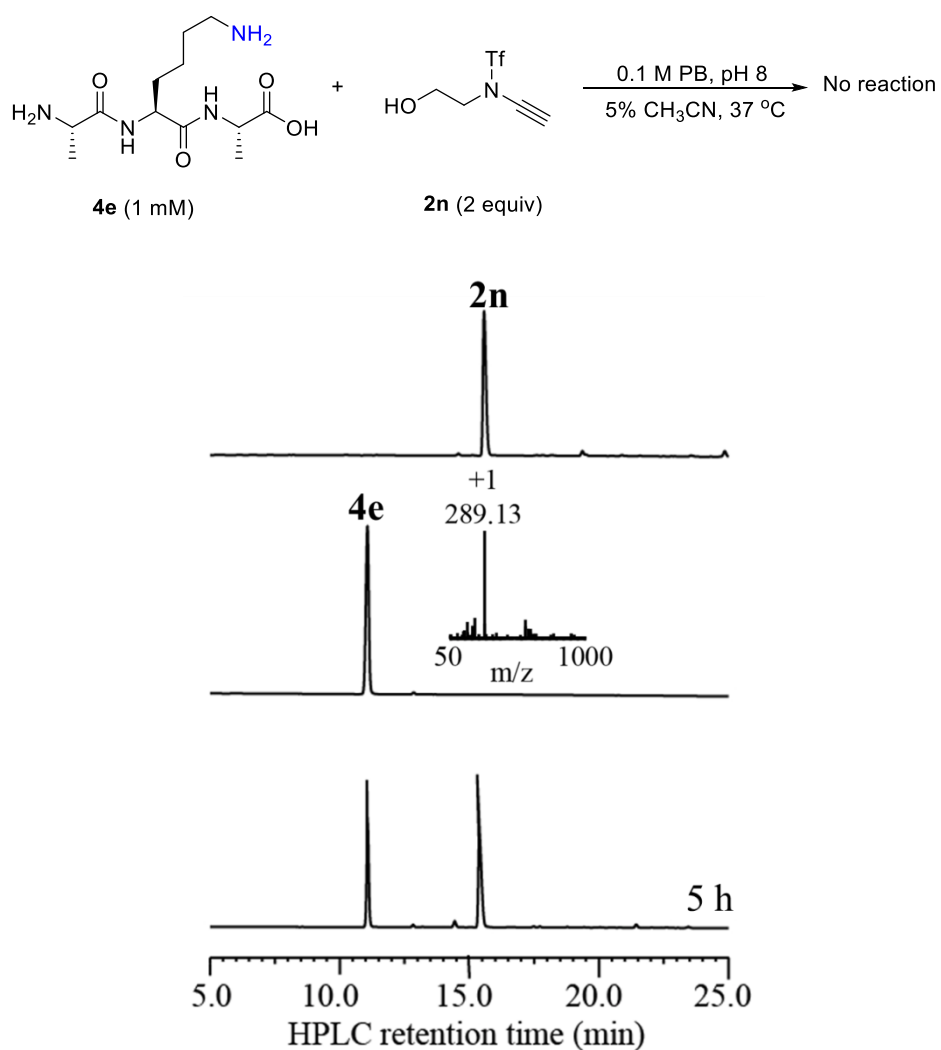 NH2
Tf
O
O
H2N
N
H
H
N
OH
O
+
HO
N
0.1 M PB, pH 8
5% CH3CN, 37 °C
No reaction
4e (1 mM)
2n (2 equiv)
2n
+1
289.13
4e
50
1000
m/z
5 h
5.0
10.0
15.0
20.0
25.0
HPLC retention time (min)